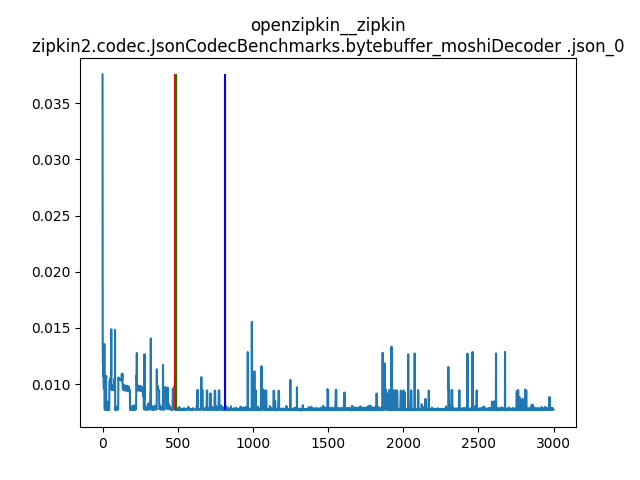 openzipkin__zipkin
zipkin2.codec.JsonCodecBenchmarks.bytebuffer_moshiDecoder .json_0
0.035
0.030
0.025
0.020
0.015
0.010
0 500 1000 1500 2000 2500 3000